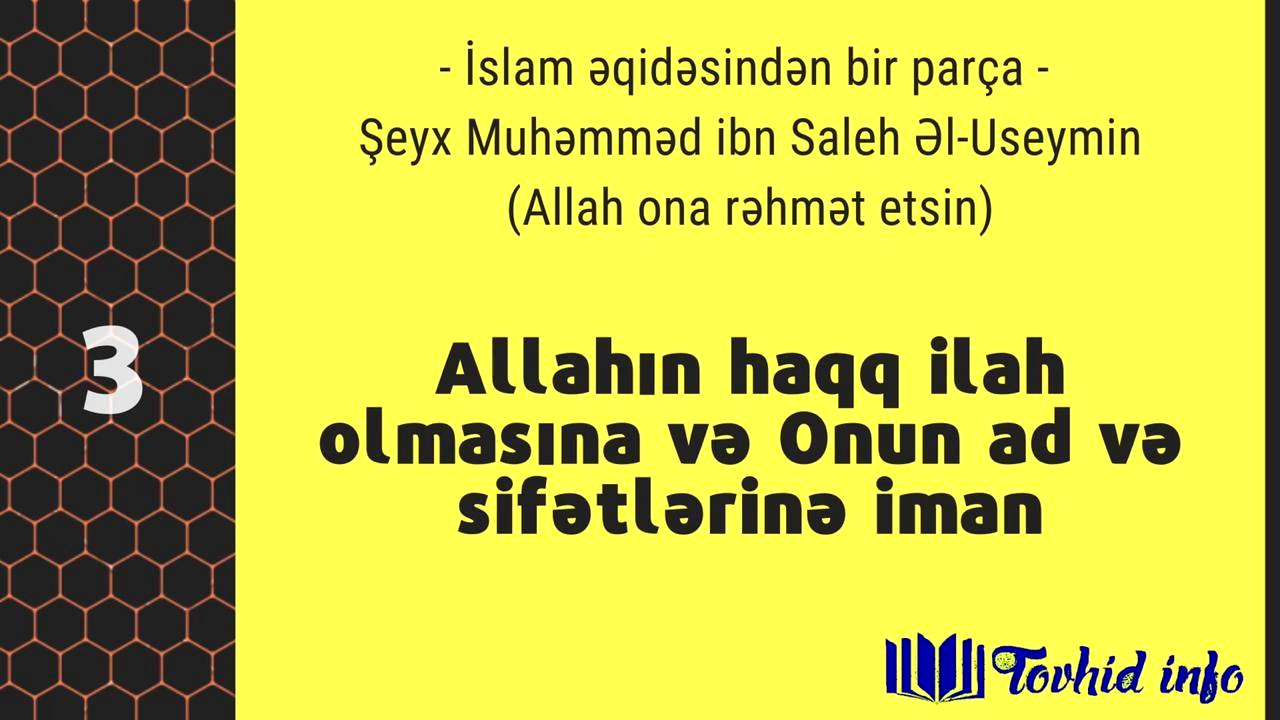 - İslam əqidəsindən bir parça -
Şeyx Muhəmməd ibn Saleh Əl-Useymin
(Allah ona rəhmət etsin)
3
Allahın haqq ilah
olmasına və Onun ad və
sifətlərinə iman
Tovhid info